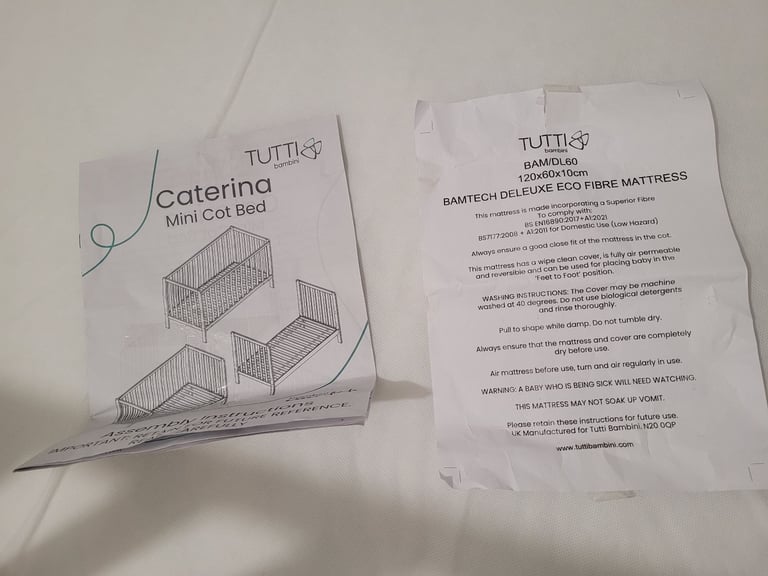 TUTTI
bambini
Caterina
Mini Cot Bed
Assembly Instructions
IMPORTANT: RETAIN FOR FUTURE REFERENCE.
CAREFULLY
TUTTI
bambini
BAM/DL60
120x60x10cm
BAMTECH DELEUXE ECO FIBRE MATTRESS
This mattress is made incorporating a Superior Fibre
To comply with:
BS EN16890:2017+A1:2021
BS7177:2008 + A1:2011 for Domestic Use (Low Hazard)
Always ensure a good close fit of the mattress in the cot.
This mattress has a wipe clean cover, is fully air permeable
and reversible and can be used for placing baby in the
'Feet to Foot' position.
WASHING INSTRUCTIONS: The Cover may be machine
washed at 40 degrees. Do not use biological detergents
and rinse thoroughly.
Pull to shape while damp. Do not tumble dry.
Always ensure that the mattress and cover are completely
dry before use.
Air mattress before use, turn and air regularly in use.
WARNING: A BABY WHO IS BEING SICK WILL NEED WATCHING.
THIS MATTRESS MAY NOT SOAK UP VOMIT.
Please retain these instructions for future use.
UK Manufactured for Tutti Bambini, N20 0QP
www.tuttibambini.com